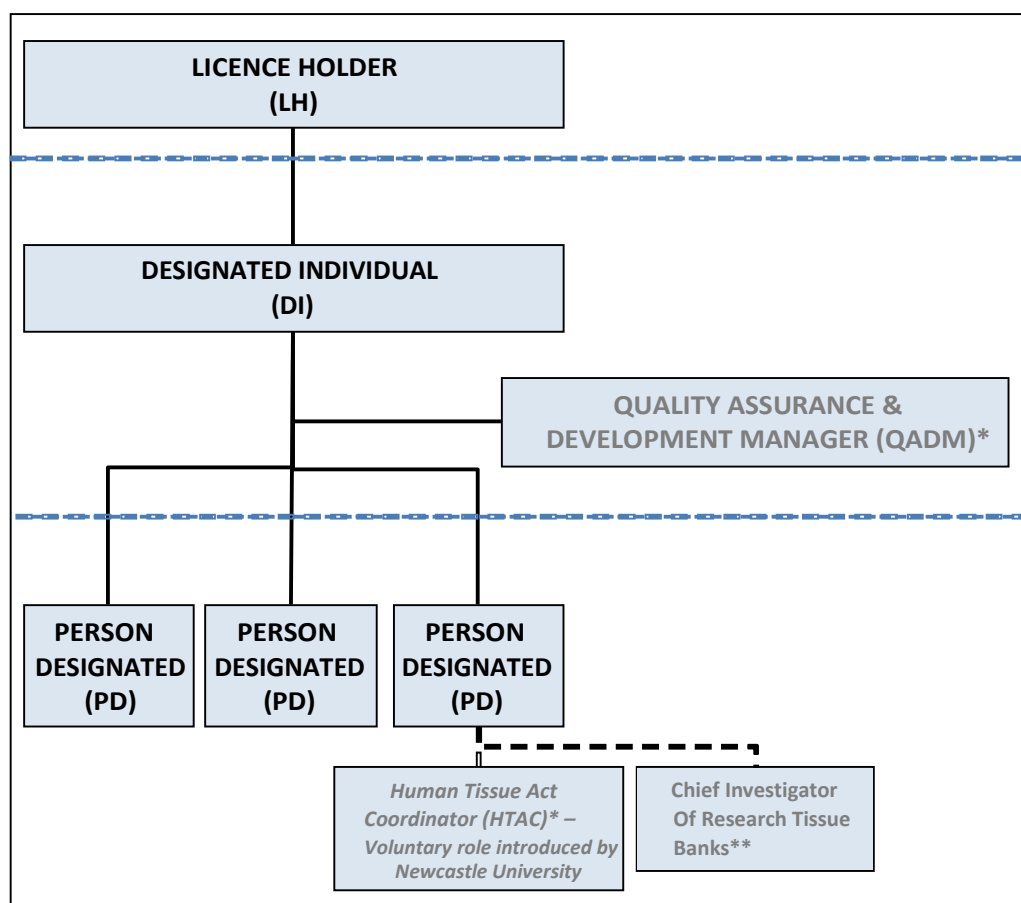 LICENCE HOLDER
(LH)
DESIGNATED INDIVIDUAL
(DI)
QUALITY ASSURANCE &
DEVELOPMENT MANAGER (QADM)*
PERSON
DESIGNATED
(PD)
PERSON
DESIGNATED
(PD)
PERSON
DESIGNATED
(PD)
Human Tissue Act
Coordinator (HTAC)* –
Voluntary role introduced by
Newcastle University
Chief Investigator
Of Research Tissue
Banks**